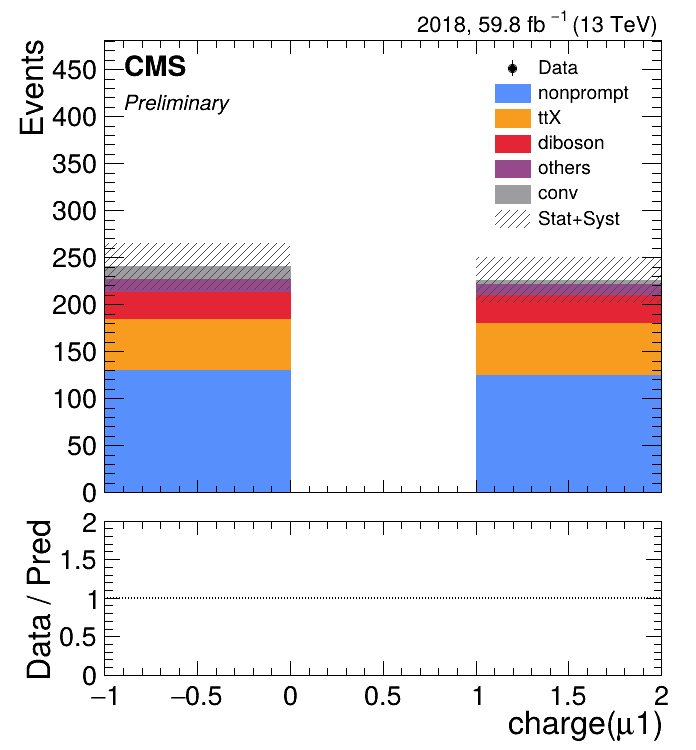 2018, 59.8 fb⁻¹ (13 TeV)
Events
CMS
Preliminary
Data
nonprompt
ttX
diboson
others
conv
Stat+Syst
450
400
350
300
250
200
150
100
50
0
Data / Pred
2
1.5
1
0.5
0
−1 −0.5 0 0.5 1 1.5 2
charge(μ1)